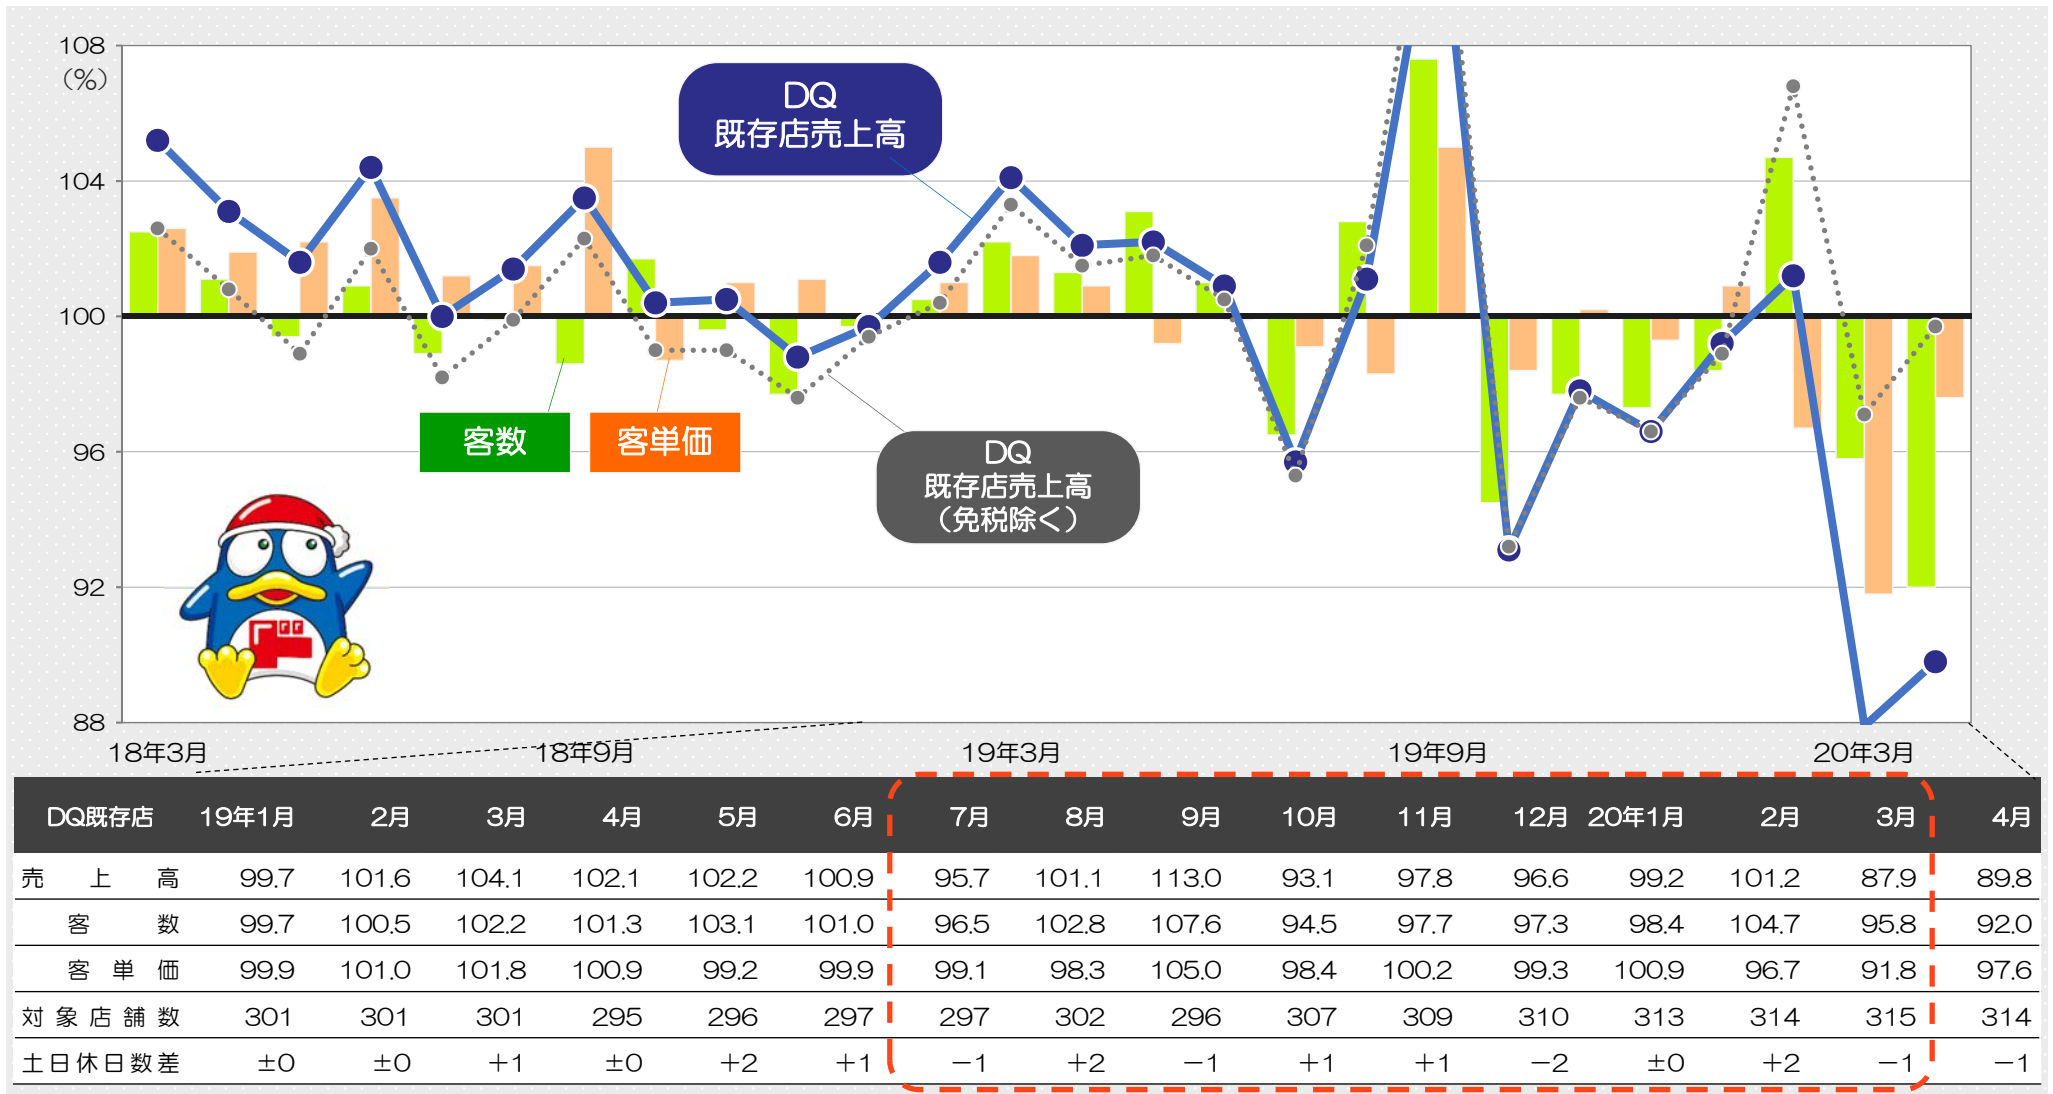 108
(%)
104
100
96
92
88
DQ
既存店売上高
客数
客単価
DQ
既存店売上高
（免税除く）
ド
18年3月 18年9月 19年3月 19年9月 20年3月
DQ既存店 19年1月 2月 3月 4月 5月 6月 7月 8月 9月 10月 11月 12月 20年1月 2月 3月 4月
売上高 99.7 101.6 104.1 102.1 102.2 100.9 95.7 101.1 113.0 93.1 97.8 96.6 99.2 101.2 87.9 89.8
客数 99.7 100.5 102.2 101.3 103.1 101.0 96.5 102.8 107.6 94.5 97.7 97.3 98.4 104.7 95.8 92.0
客単価 99.9 101.0 101.8 100.9 99.2 99.9 99.1 98.3 105.0 98.4 100.2 99.3 100.9 96.7 91.8 97.6
対象店舗数 301 301 301 295 296 297 297 302 296 307 309 310 313 314 315 314
土日休日数差 ±0 ±0 +1 ±0 +2 +1 −1 +2 −1 +1 +1 −2 ±0 +2 −1 −1